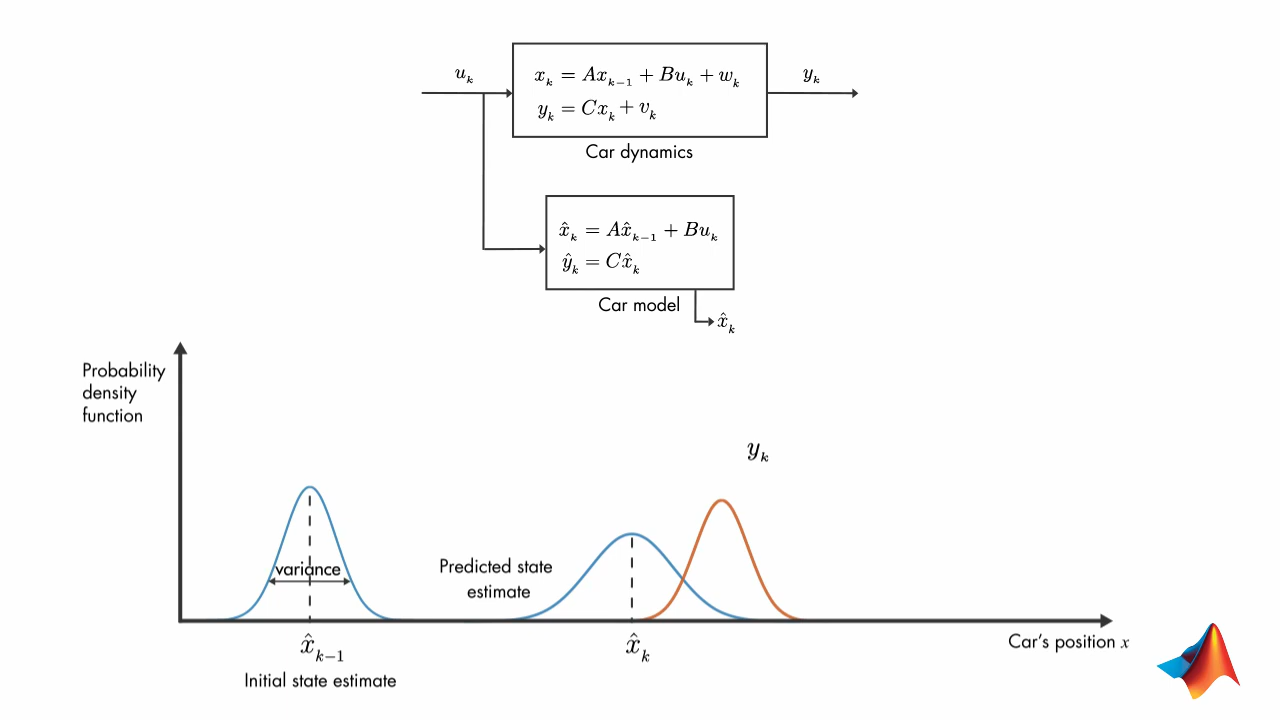 u_k
x_k = Ax_{k−1} + Bu_k + w_k
y_k = Cx_k + v_k
y_k
Car dynamics
x̂_k = Ax̂_{k−1} + Bu_k
ŷ_k = Cx̂_k
Car model
x̂_k
Probability
density
function
y_k
variance
Predicted state
estimate
x̂_{k−1}
Initial state estimate
x̂_k
Car's position x